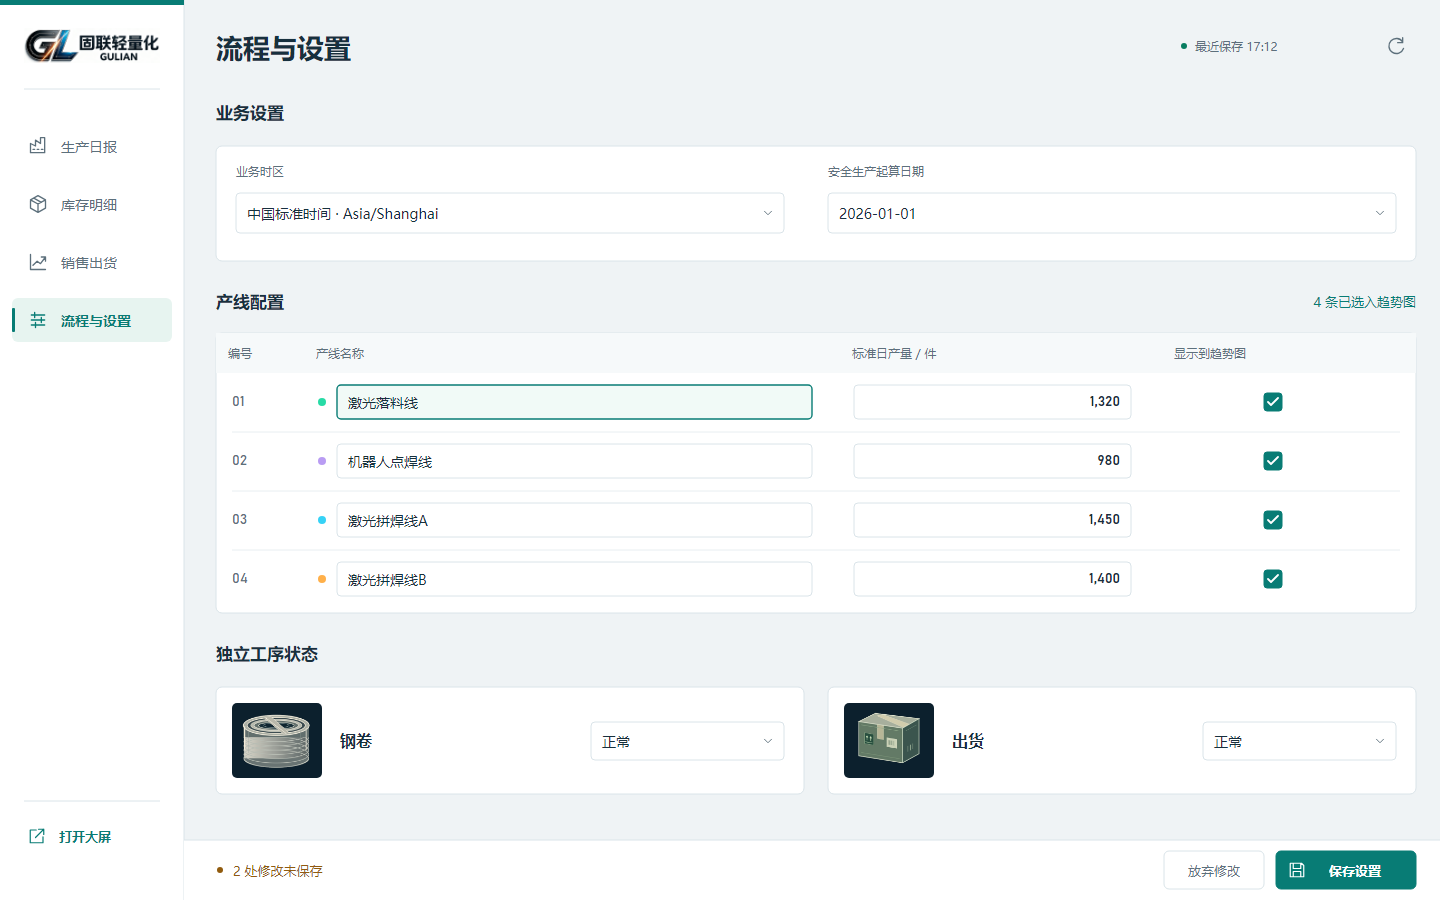 GL 固联轻量化
GULIAN
生产日报
库存明细
销售出货
流程与设置
打开大屏
流程与设置
最近保存 17:12
业务设置
业务时区
安全生产起算日期
中国标准时间 · Asia/Shanghai
2026-01-01
产线配置
4 条已选入趋势图
编号 产线名称 标准日产量 / 件 显示到趋势图
01 激光落料线 1,320
02 机器人点焊线 980
03 激光拼焊线A 1,450
04 激光拼焊线B 1,400
独立工序状态
钢卷 正常
出货 正常
2 处修改未保存
放弃修改
保存设置